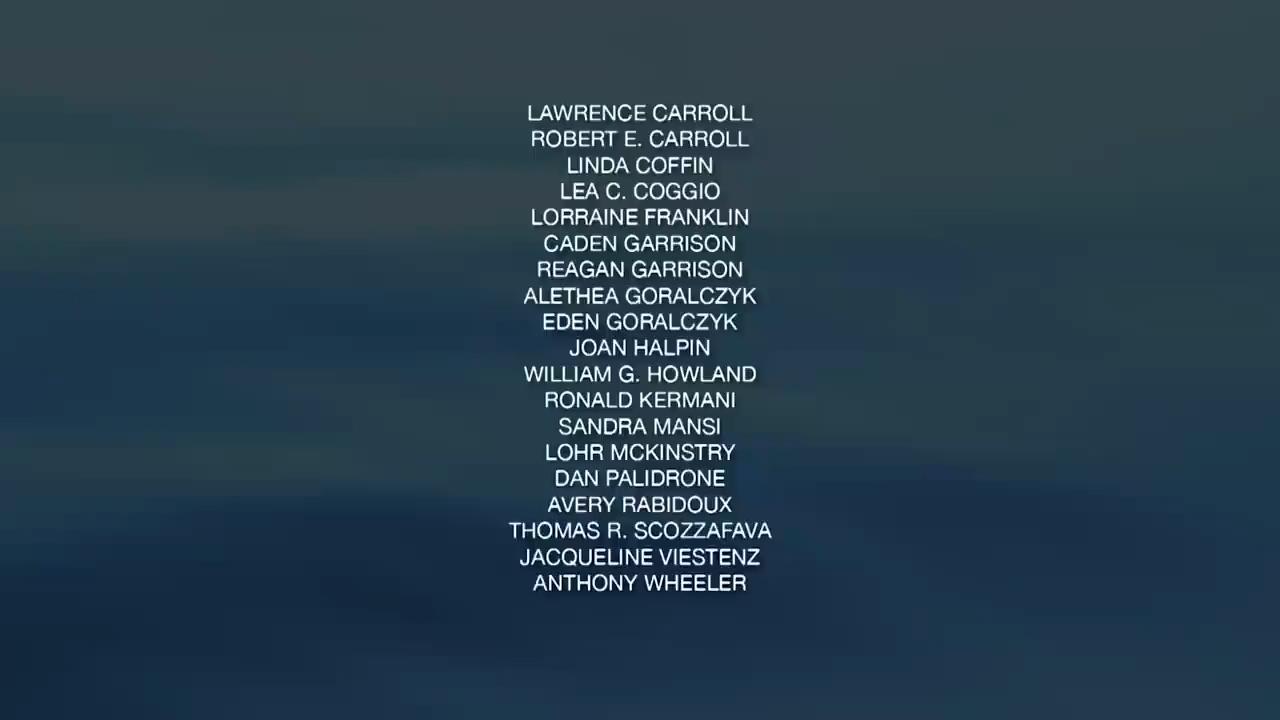 LAWRENCE CARROLL
ROBERT E. CARROLL
LINDA COFFIN
LEA C. COGGIO
LORRAINE FRANKLIN
CADEN GARRISON
REAGAN GARRISON
ALETHEA GORALCZYK
EDEN GORALCZYK
JOAN HALPIN
WILLIAM G. HOWLAND
RONALD KERMANI
SANDRA MANSI
LOHR MCKINSTRY
DAN PALIDRONE
AVERY RABIDOUX
THOMAS R. SCOZZAFAVA
JACQUELINE VIESTENZ
ANTHONY WHEELER